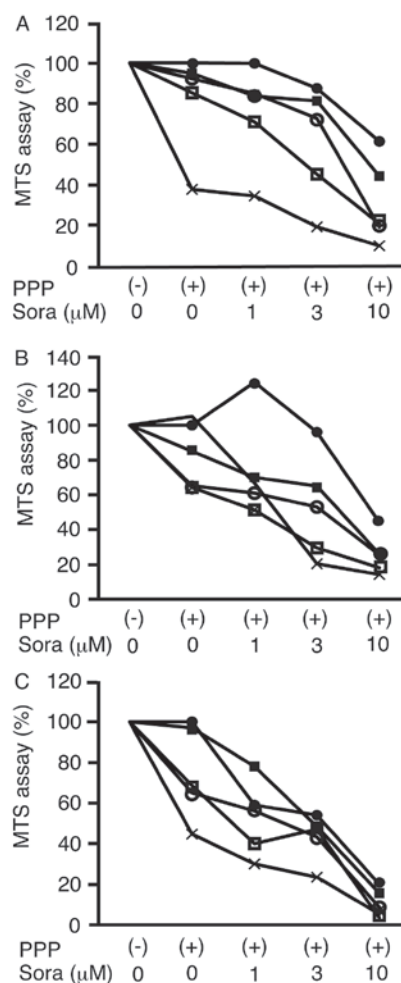 A
120
100
80
60
40
20
0
MTS assay (%)
PPP (-) (+) (+) (+) (+)
Sora (μM) 0 0 1 3 10
B
140
120
100
80
60
40
20
0
MTS assay (%)
PPP (-) (+) (+) (+) (+)
Sora (μM) 0 0 1 3 10
C
120
100
80
60
40
20
0
MTS assay (%)
PPP (-) (+) (+) (+) (+)
Sora (μM) 0 0 1 3 10